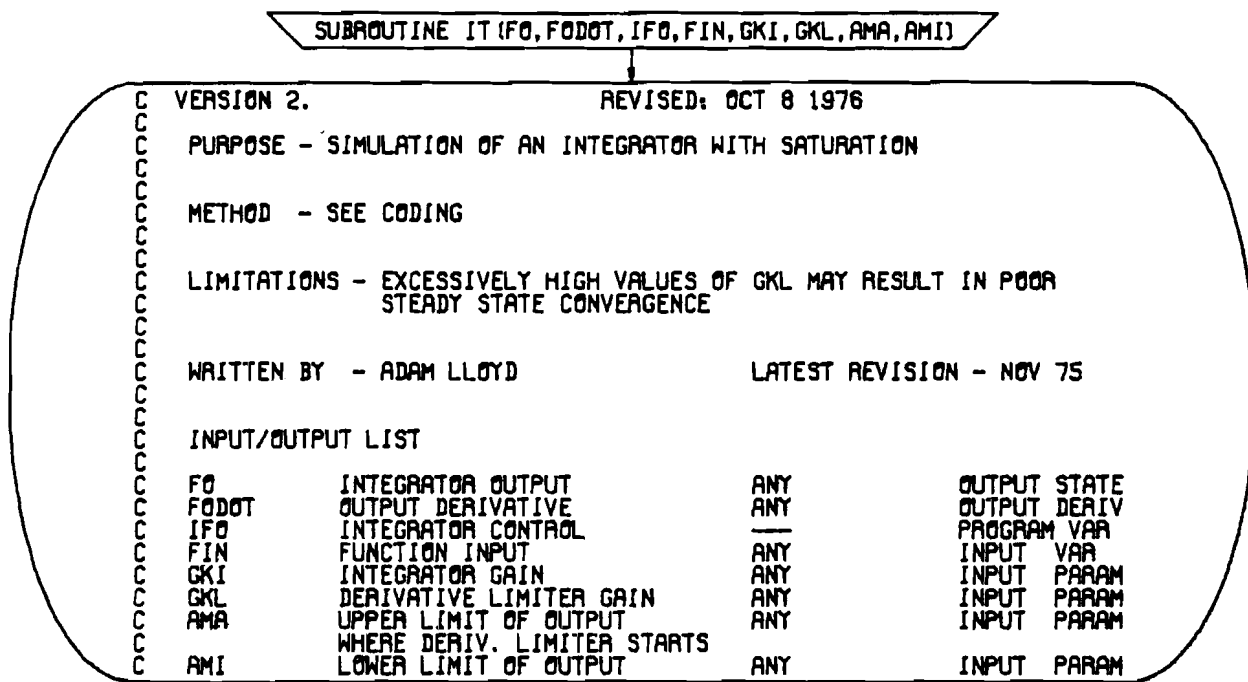 SUBROUTINE IT(FO,FODOT,IFO,FIN,GKI,GKL,AMA,AMI)
C VERSION 2. REVISED: OCT 8 1976
C
C PURPOSE - SIMULATION OF AN INTEGRATOR WITH SATURATION
C
C
C METHOD - SEE CODING
C
C
C LIMITATIONS - EXCESSIVELY HIGH VALUES OF GKL MAY RESULT IN POOR
C STEADY STATE CONVERGENCE
C
C
C WRITTEN BY - ADAM LLOYD LATEST REVISION - NOV 75
C
C
C INPUT/OUTPUT LIST
C
C FO INTEGRATOR OUTPUT ANY OUTPUT STATE
C FODOT OUTPUT DERIVATIVE ANY OUTPUT DERIV
C IFO INTEGRATOR CONTROL --- PROGRAM VAR
C FIN FUNCTION INPUT ANY INPUT VAR
C GKI INTEGRATOR GAIN ANY INPUT PARAM
C GKL DERIVATIVE LIMITER GAIN ANY INPUT PARAM
C AMA UPPER LIMIT OF OUTPUT ANY INPUT PARAM
C WHERE DERIV. LIMITER STARTS
C AMI LOWER LIMIT OF OUTPUT ANY INPUT PARAM